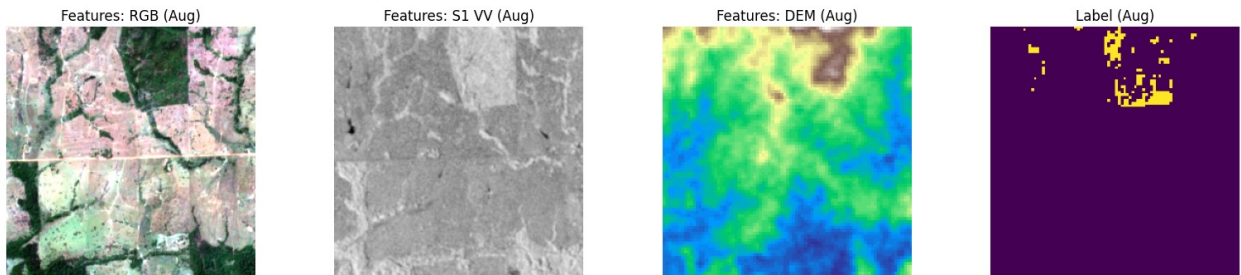 Features: RGB (Aug)
Features: S1 VV (Aug)
Features: DEM (Aug)
Label (Aug)